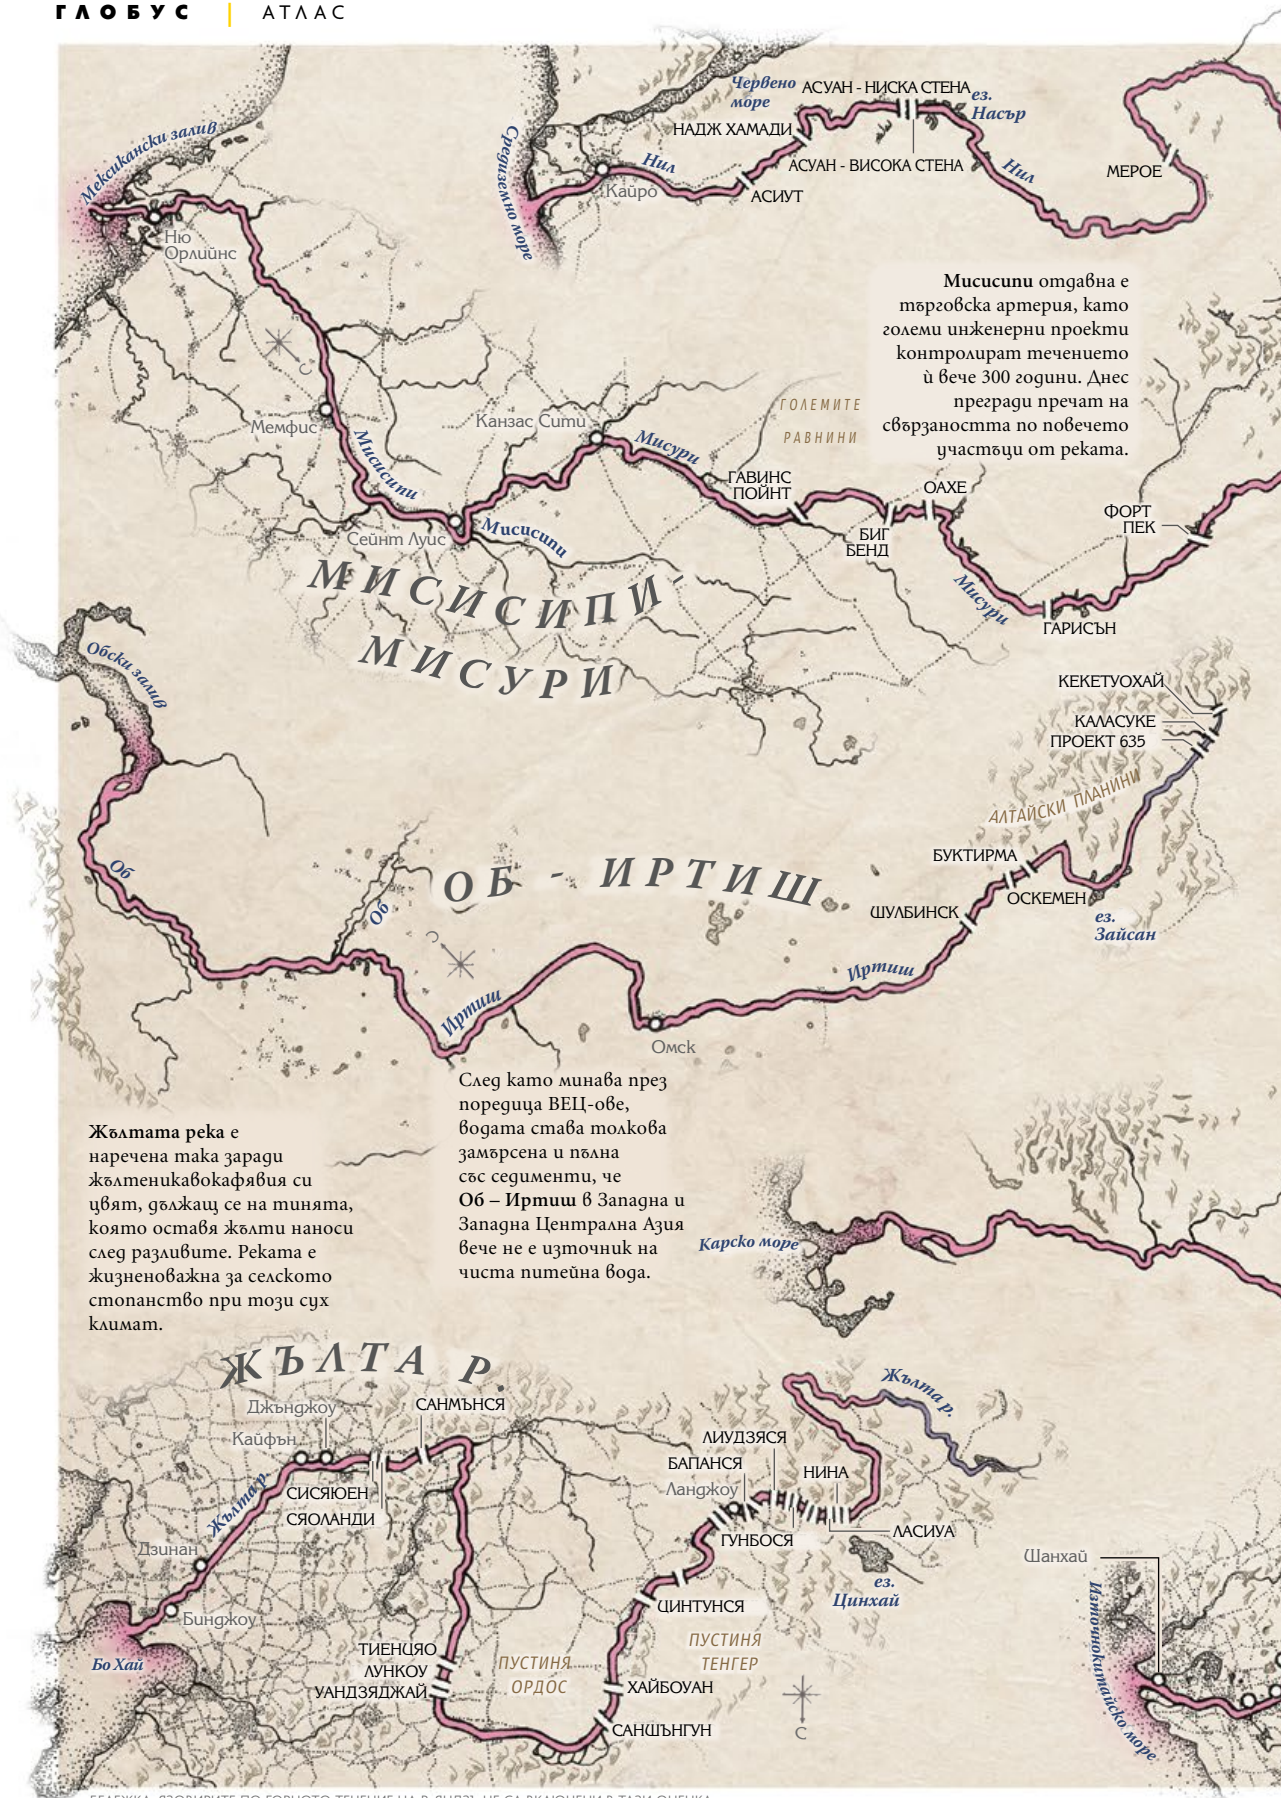 ГЛОБУС | АТЛАС
Червено
море
АСУАН - НИСКА СТЕНА
ез.
Насър
НАДЖ ХАМАДИ
Мексикански залив
Средиземно море
Нил
АСУАН - ВИСОКА СТЕНА
Нил
МЕРОЕ
Кайро
АСИУТ
Ню
Орлийнс
Мисисипи отдавна е
търговска артерия, като
големи инженерни проекти
контролират течението
ѝ вече 300 години. Днес
прегради пречат на
свързаността по повечето
участъци от реката.
С
ГОЛЕМИТЕ
РАВНИНИ
Мемфис
Канзас Сити
Мисури
Мисисипи
ГАВИНС
ПОЙНТ
ОАХЕ
ФОРТ
ПЕК
Сейнт Луис
Мисисипи
БИГ
БЕНД
Мисури
ГАРИСЪН
МИСИСИПИ-
МИСУРИ
Обски залив
КЕКЕТУОХАЙ
КАЛАСУКЕ
ПРОЕКТ 635
АЛТАЙСКИ ПЛАНИНИ
Об
ОБ - ИРТИШ
БУКТИРМА
ОСКЕМЕН
Об
ШУЛБИНСК
ез.
Зайсан
С
Иртиш
Иртиш
Омск
След като минава през
поредица ВЕЦ-ове,
водата става толкова
замърсена и пълна
със седименти, че
Об – Иртиш в Западна и
Западна Централна Азия
вече не е източник на
чиста питейна вода.
Жълтата река е
наречена така заради
жълтеникавокафявия си
цвят, дължащ се на тинята,
която оставя жълти наноси
след разливите. Реката е
жизненоважна за селското
стопанство при този сух
климат.
Карско море
ЖЪЛТА Р
Жълта р.
Джънджоу
САНМЪНСЯ
Кайфън
ЛИУДЗЯСЯ
БАПАНСЯ
НИНА
Ланджоу
СИСЯЮЕН
СЯОЛАНДИ
Жълта р.
ГУНБОСЯ
ЛАСИУА
Дзинан
Шанхай
ез.
Цинхай
Бинджоу
ЦИНТУНСЯ
Източнокитайско море
ПУСТИНЯ
ТЕНГЕР
ТИЕНЦЯО
ЛУНКОУ
УАНДЗЯДЖАЙ
ПУСТИНЯ
ОРДОС
Бо Хай
ХАЙБОУАН
САНШЪНГУН
С